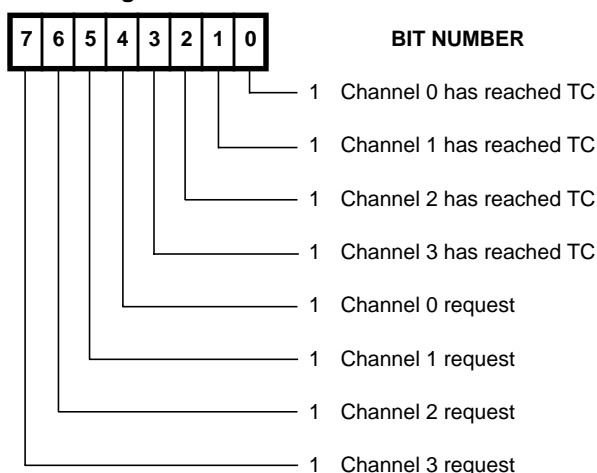 7 6 5 4 3 2 1 0 BIT NUMBER
1 Channel 0 has reached TC
1 Channel 1 has reached TC
1 Channel 2 has reached TC
1 Channel 3 has reached TC
1 Channel 0 request
1 Channel 1 request
1 Channel 2 request
1 Channel 3 request